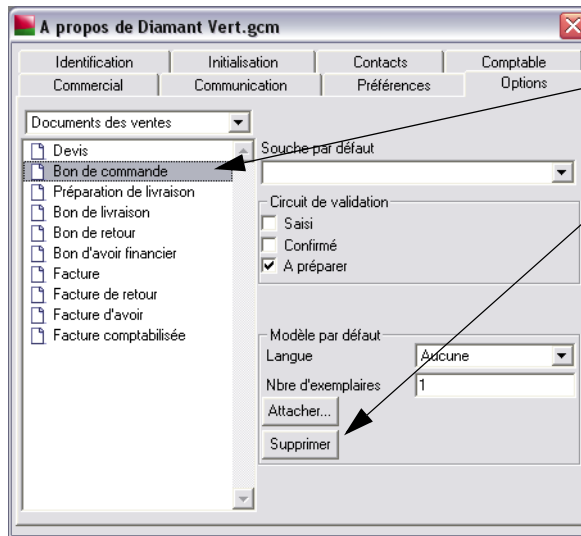 A propos de Diamant Vert.gcm
Identification Initialisation Contacts Comptable
Commercial Communication Préférences Options
Documents des ventes
Devis
Bon de commande
Préparation de livraison
Bon de livraison
Bon de retour
Bon d'avoir financier
Facture
Facture de retour
Facture d'avoir
Facture comptabilisée
Souche par défaut
Circuit de validation
Saisi
Confirmé
A préparer
Modèle par défaut
Langue Aucune
Nbre d'exemplaires 1
Attacher...
Supprimer